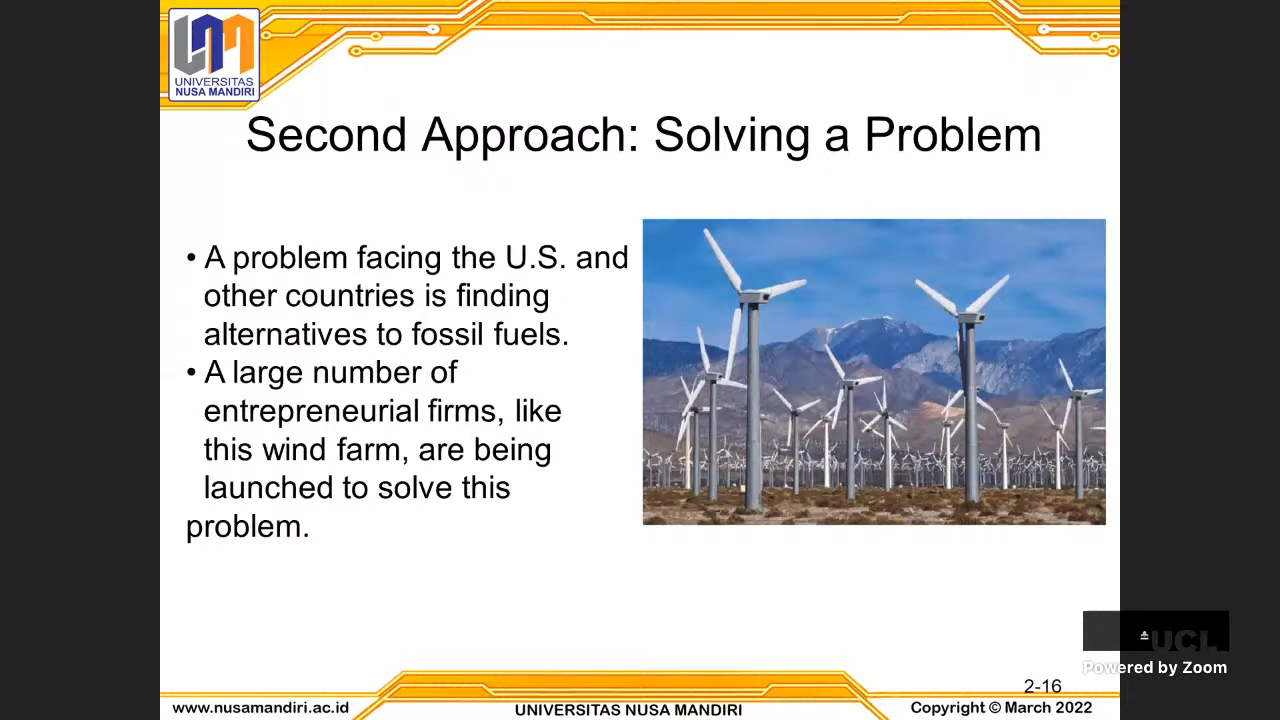 UNIVERSITAS
NUSA MANDIRI
Second Approach: Solving a Problem
• A problem facing the U.S. and
other countries is finding
alternatives to fossil fuels.
• A large number of
entrepreneurial firms, like
this wind farm, are being
launched to solve this
problem.
UCL
Powered by Zoom
2-16
www.nusamandiri.ac.id
UNIVERSITAS NUSA MANDIRI
Copyright © March 2022